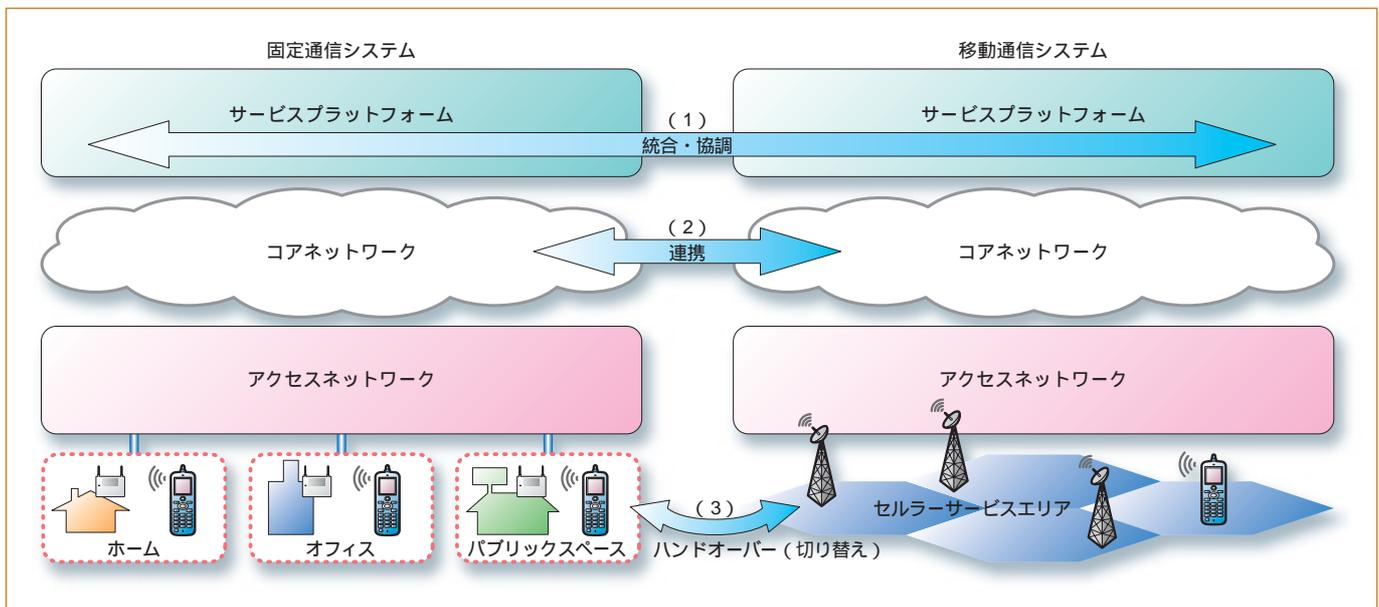 固定通信システム
移動通信システム
サービスプラットフォーム
サービスプラットフォーム
(1)
統合・協調
コアネットワーク
(2)
連携
コアネットワーク
アクセスネットワーク
アクセスネットワーク
ホーム
オフィス
パブリックスペース
(3)
ハンドオーバー(切り替え)
セルラーサービスエリア